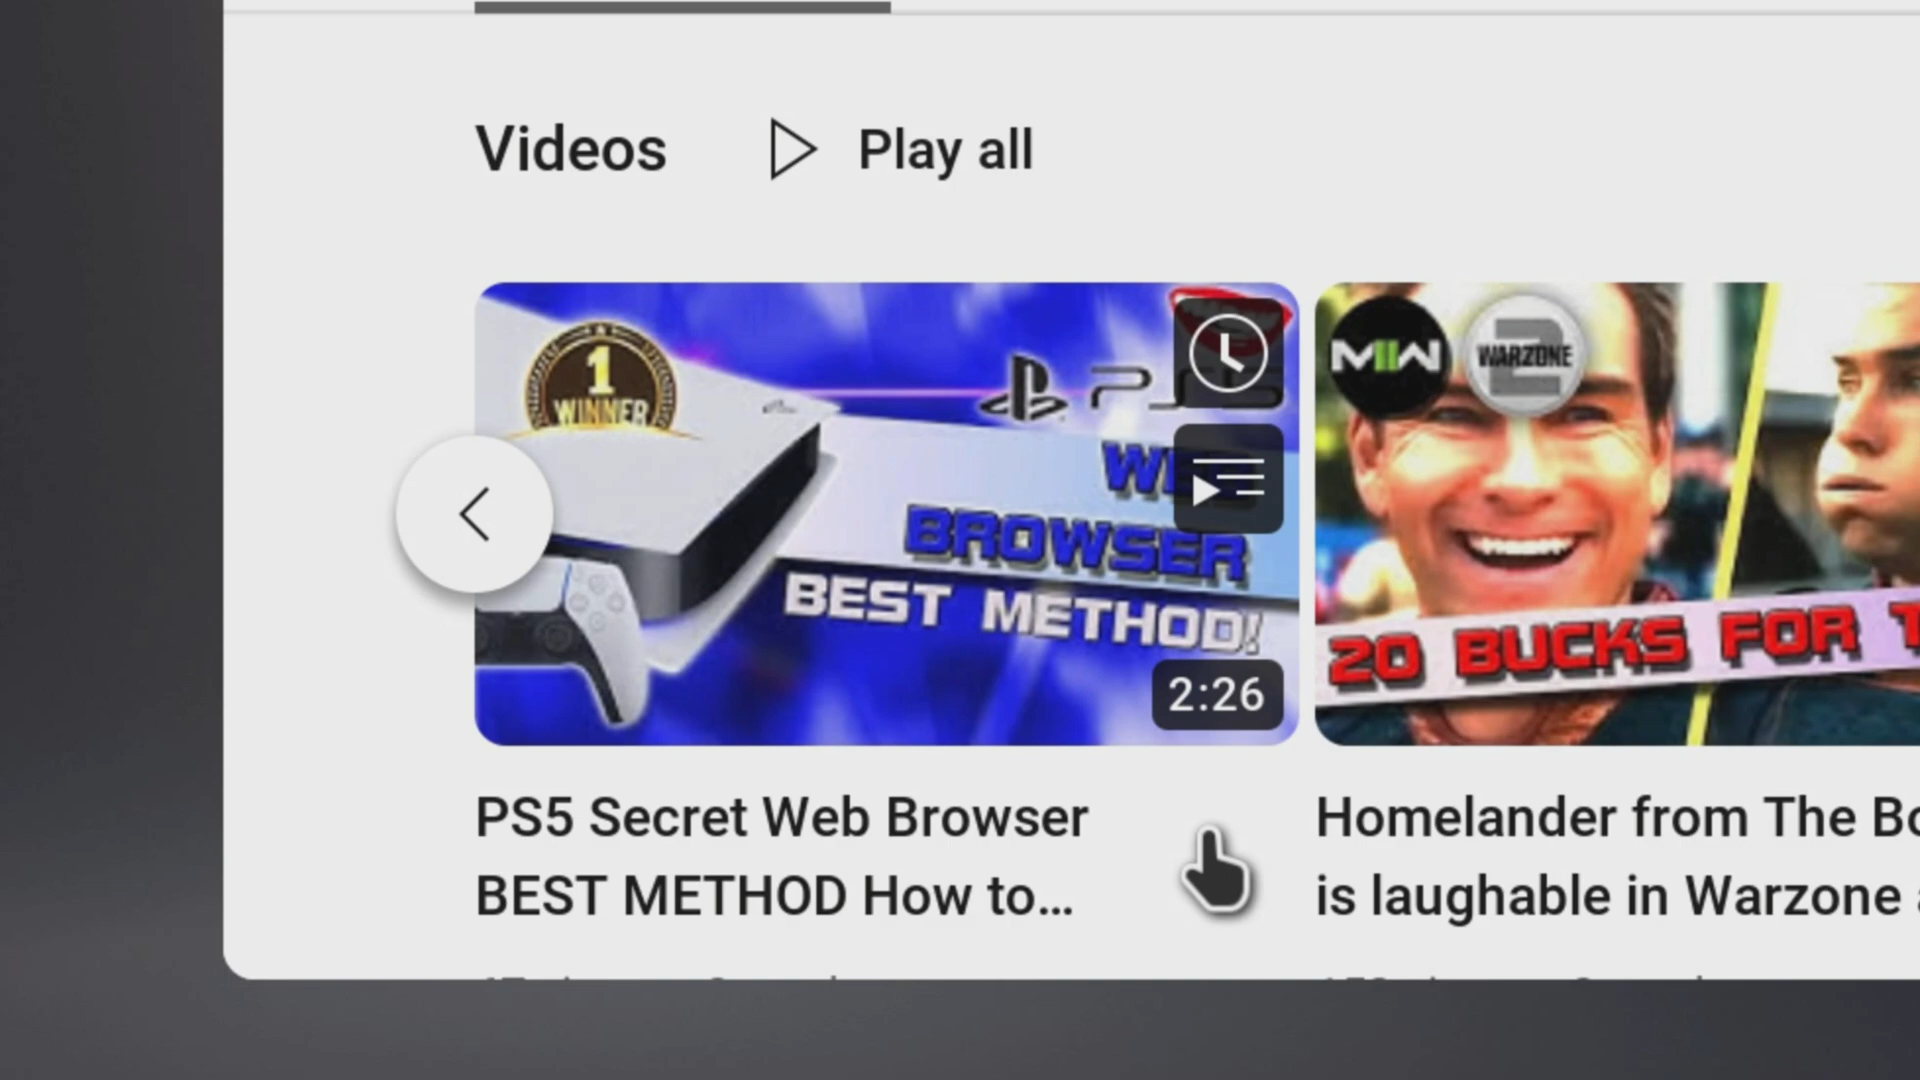 Videos
Play all
1
WINNER
BROWSER
BEST METHOD!
2:26
PS5 Secret Web Browser
BEST METHOD How to...
MW
WARZONE
2
20 BUCKS FOR
Homelander from The
is laughable in Warzone